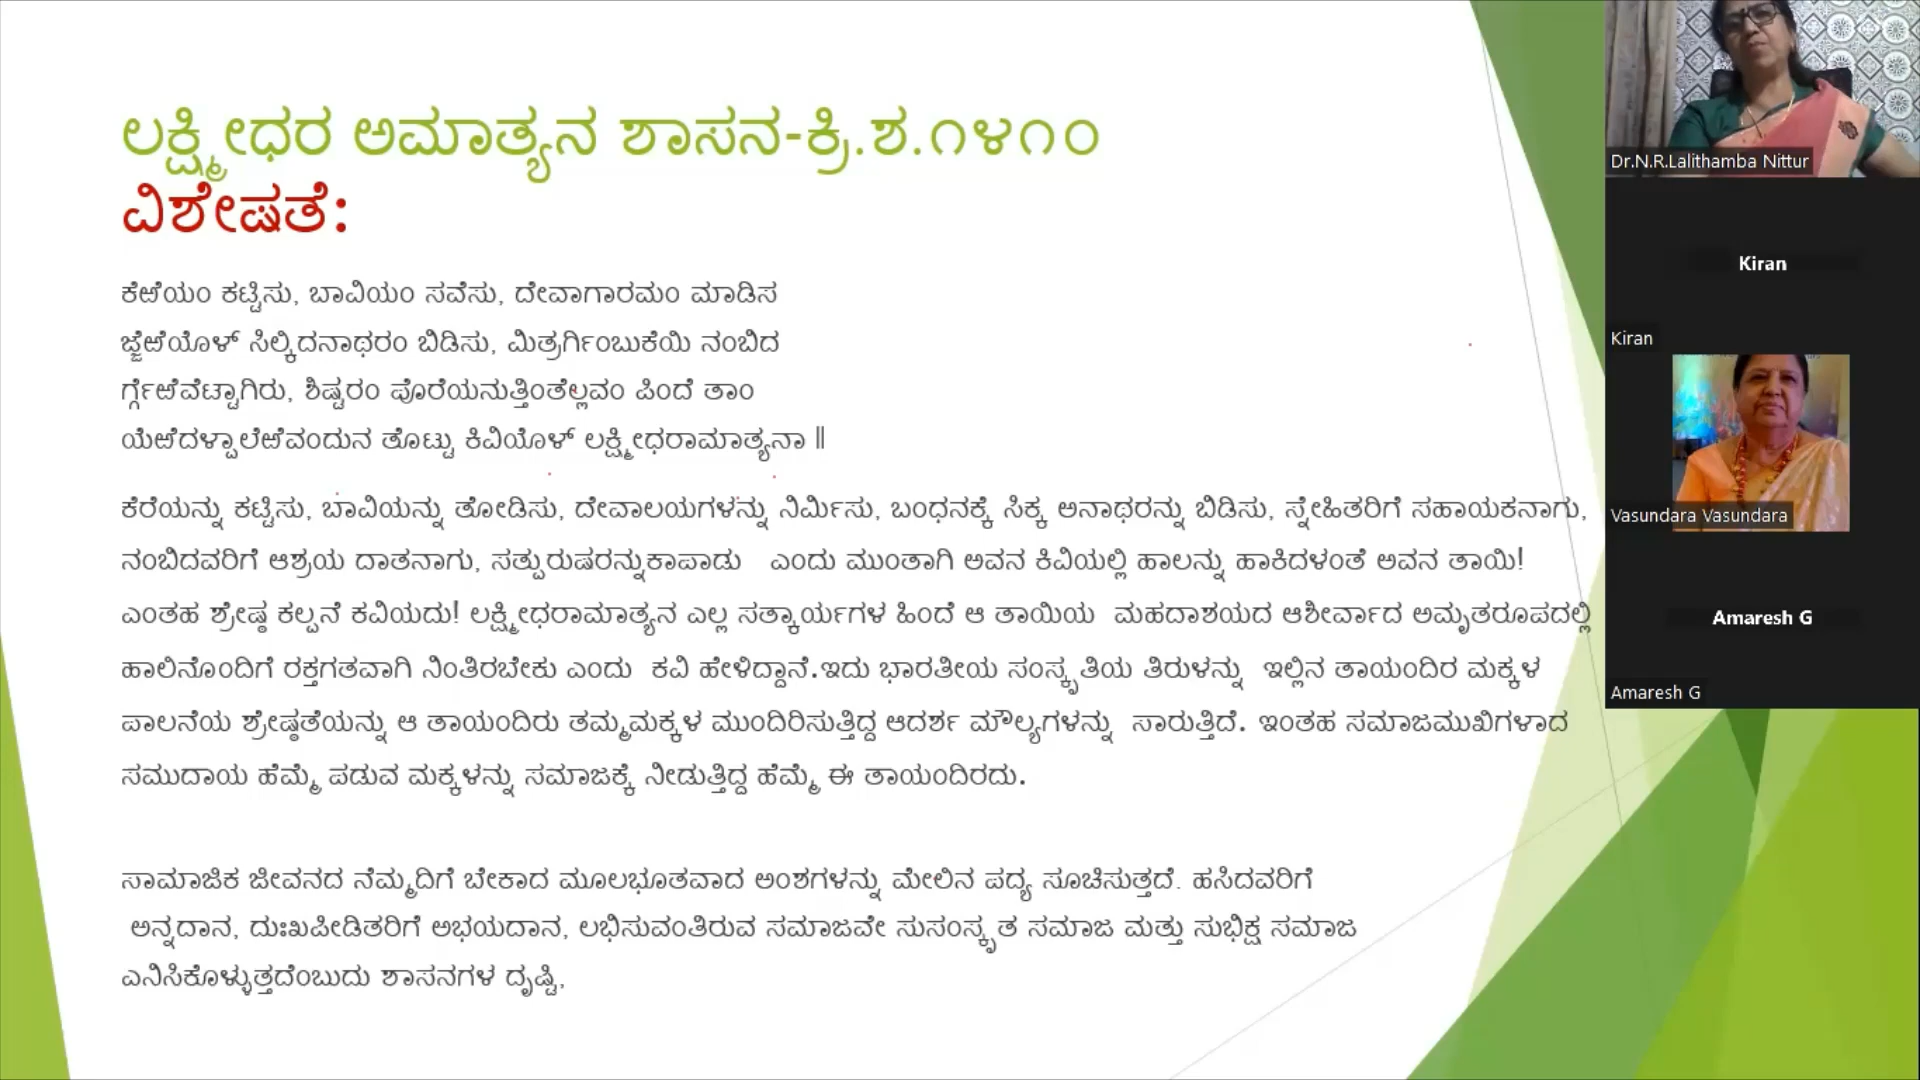 ಲಕ್ಷ್ಮೀಧರ ಅಮಾತ್ಯನ ಶಾಸನ-ಕ್ರಿ.ಶ.೧೪೧೦
ವಿಶೇಷತೆ:
ಕೆಱೆಯಂ ಕಟ್ಟಿಸು, ಬಾವಿಯಂ ಸವೆಸು, ದೇವಾಗಾರಮಂ ಮಾಡಿಸ
ಜ್ಜೆಱೆಯೊಳ್ ಸಿಲ್ಕಿದನಾಥರಂ ಬಿಡಿಸು, ಮಿತ್ರರ್ಗಿಂಬುಕೆಯಿ ನಂಬಿದ
ರ್ಗ್ಗೆಱೆವೆಟ್ಟಾಗಿರು, ಶಿಷ್ಟರಂ ಪೊರೆಯನುತ್ತಿಂತೆಲ್ಲವಂ ಪಿಂದೆ ತಾಂ
ಯೆಱೆದಳ್ಪಾಲೆಱೆವಂದುನ ತೊಟ್ಟು ಕಿವಿಯೊಳ್ ಲಕ್ಷ್ಮೀಧರಾಮಾತ್ಯನಾ ||
ಕೆರೆಯನ್ನು ಕಟ್ಟಿಸು, ಬಾವಿಯನ್ನು ತೋಡಿಸು, ದೇವಾಲಯಗಳನ್ನು ನಿರ್ಮಿಸು, ಬಂಧನಕ್ಕೆ ಸಿಕ್ಕ ಅನಾಥರನ್ನು ಬಿಡಿಸು, ಸ್ನೇಹಿತರಿಗೆ ಸಹಾಯಕನಾಗು,
ನಂಬಿದವರಿಗೆ ಆಶ್ರಯ ದಾತನಾಗು, ಸತ್ಪುರುಷರನ್ನುಕಾಪಾಡು ಎಂದು ಮುಂತಾಗಿ ಅವನ ಕಿವಿಯಲ್ಲಿ ಹಾಲನ್ನು ಹಾಕಿದಳಂತೆ ಅವನ ತಾಯಿ!
ಎಂತಹ ಶ್ರೇಷ್ಠ ಕಲ್ಪನೆ ಕವಿಯದು! ಲಕ್ಷ್ಮೀಧರಾಮಾತ್ಯನ ಎಲ್ಲ ಸತ್ಕಾರ್ಯಗಳ ಹಿಂದೆ ಆ ತಾಯಿಯ ಮಹದಾಶಯದ ಆಶೀರ್ವಾದ ಅಮೃತರೂಪದಲ್ಲಿ
ಹಾಲಿನೊಂದಿಗೆ ರಕ್ತಗತವಾಗಿ ನಿಂತಿರಬೇಕು ಎಂದು ಕವಿ ಹೇಳಿದ್ದಾನೆ.ಇದು ಭಾರತೀಯ ಸಂಸ್ಕೃತಿಯ ತಿರುಳನ್ನು ಇಲ್ಲಿನ ತಾಯಂದಿರ ಮಕ್ಕಳ
ಪಾಲನೆಯ ಶ್ರೇಷ್ಠತೆಯನ್ನು ಆ ತಾಯಂದಿರು ತಮ್ಮಮಕ್ಕಳ ಮುಂದಿರಿಸುತ್ತಿದ್ದ ಆದರ್ಶ ಮೌಲ್ಯಗಳನ್ನು ಸಾರುತ್ತಿದೆ. ಇಂತಹ ಸಮಾಜಮುಖಿಗಳಾದ
ಸಮುದಾಯ ಹೆಮ್ಮೆ ಪಡುವ ಮಕ್ಕಳನ್ನು ಸಮಾಜಕ್ಕೆ ನೀಡುತ್ತಿದ್ದ ಹೆಮ್ಮೆ ಈ ತಾಯಂದಿರದು.
ಸಾಮಾಜಿಕ ಜೀವನದ ನೆಮ್ಮದಿಗೆ ಬೇಕಾದ ಮೂಲಭೂತವಾದ ಅಂಶಗಳನ್ನು ಮೇಲಿನ ಪದ್ಯ ಸೂಚಿಸುತ್ತದೆ. ಹಸಿದವರಿಗೆ
ಅನ್ನದಾನ, ದುಃಖಪೀಡಿತರಿಗೆ ಅಭಯದಾನ, ಲಭಿಸುವಂತಿರುವ ಸಮಾಜವೇ ಸುಸಂಸ್ಕೃತ ಸಮಾಜ ಮತ್ತು ಸುಭಿಕ್ಷ ಸಮಾಜ
ಎನಿಸಿಕೊಳ್ಳುತ್ತದೆಂಬುದು ಶಾಸನಗಳ ದೃಷ್ಟಿ,
Dr.N.R.Lalithamba Nittur
Kiran
Kiran
Vasundara Vasundara
Amaresh G
Amaresh G